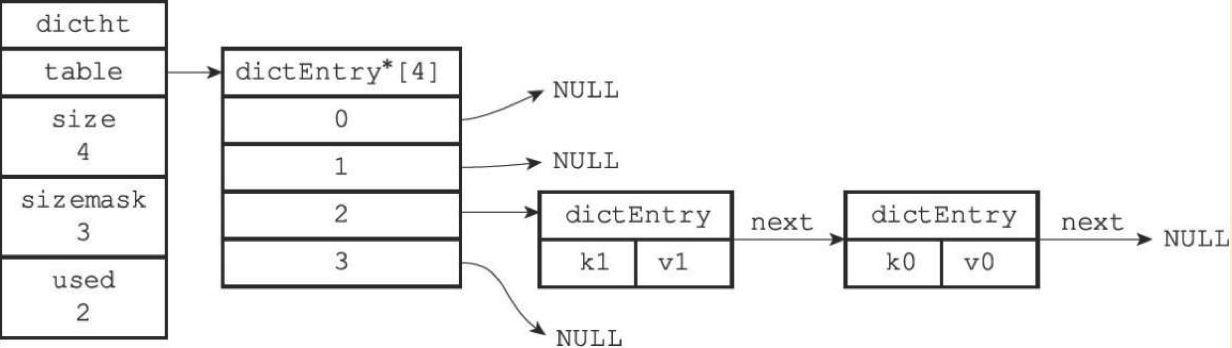 dictht
table
size
4
sizemask
3
used
2
dictEntry*[4]
0
1
2
3
NULL
NULL
dictEntry
k1 v1
next
dictEntry
k0 v0
next
NULL
NULL